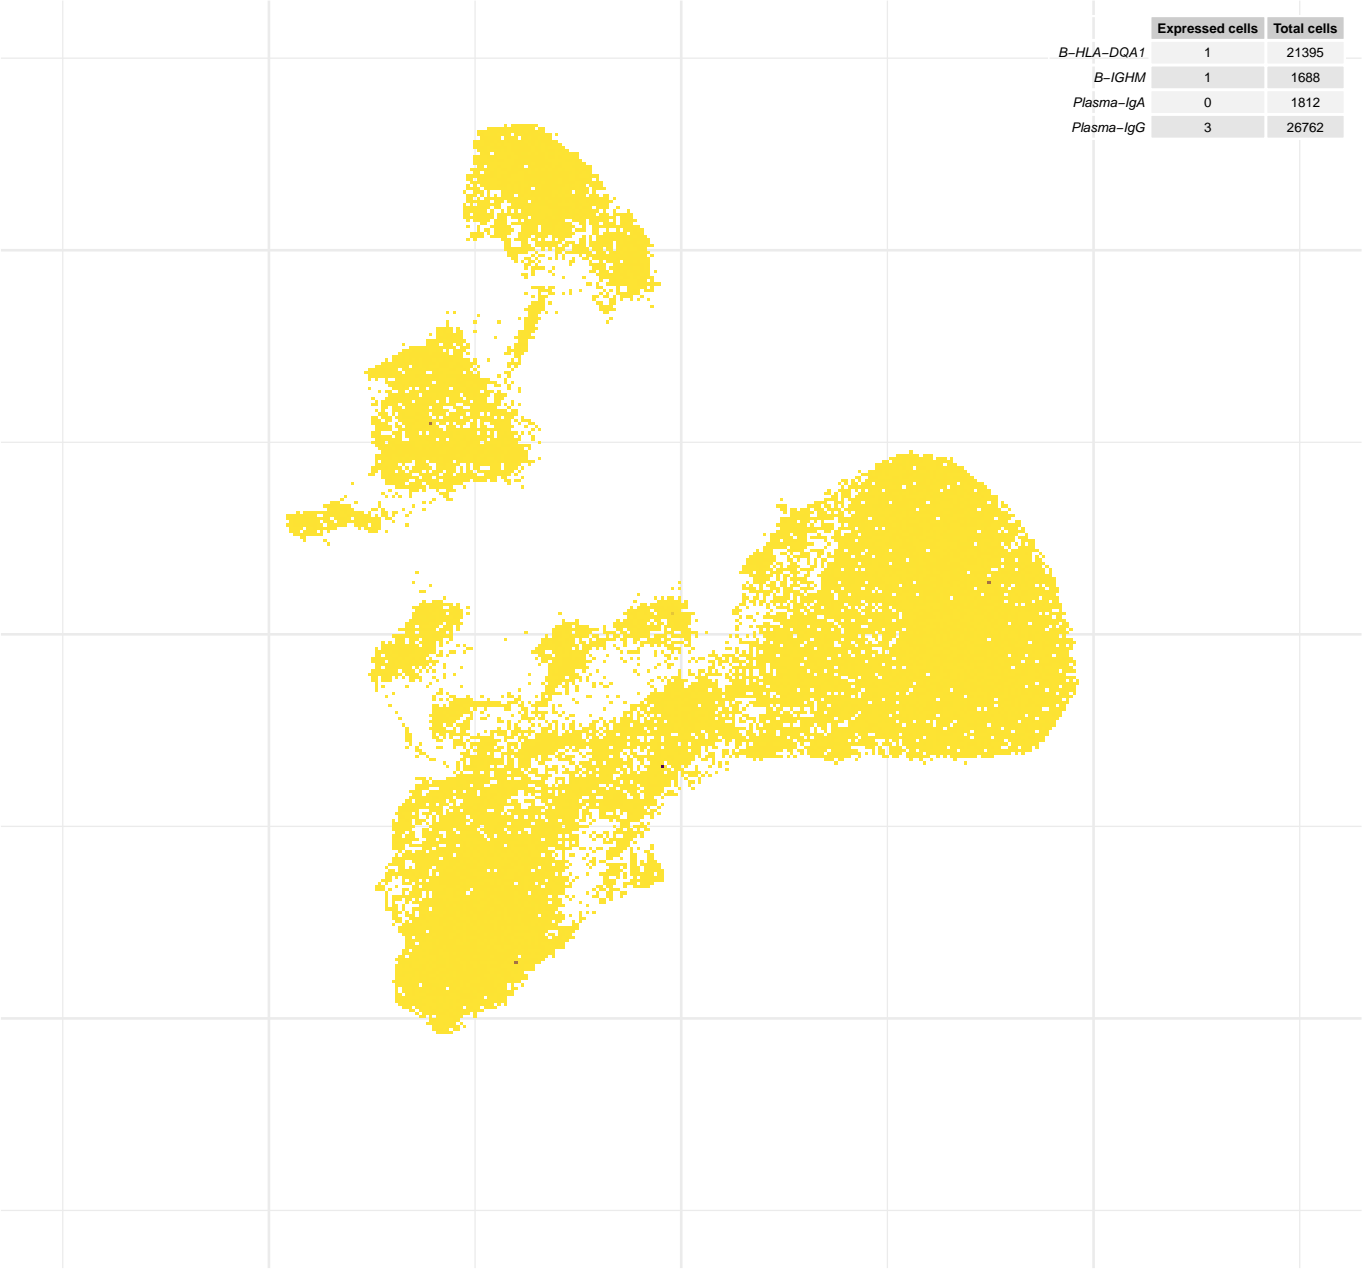 Expressed cells Total cells
B−HLA−DQA1 1 21395
B−IGHM 1 1688
Plasma−IgA 0 1812
Plasma−IgG 3 26762